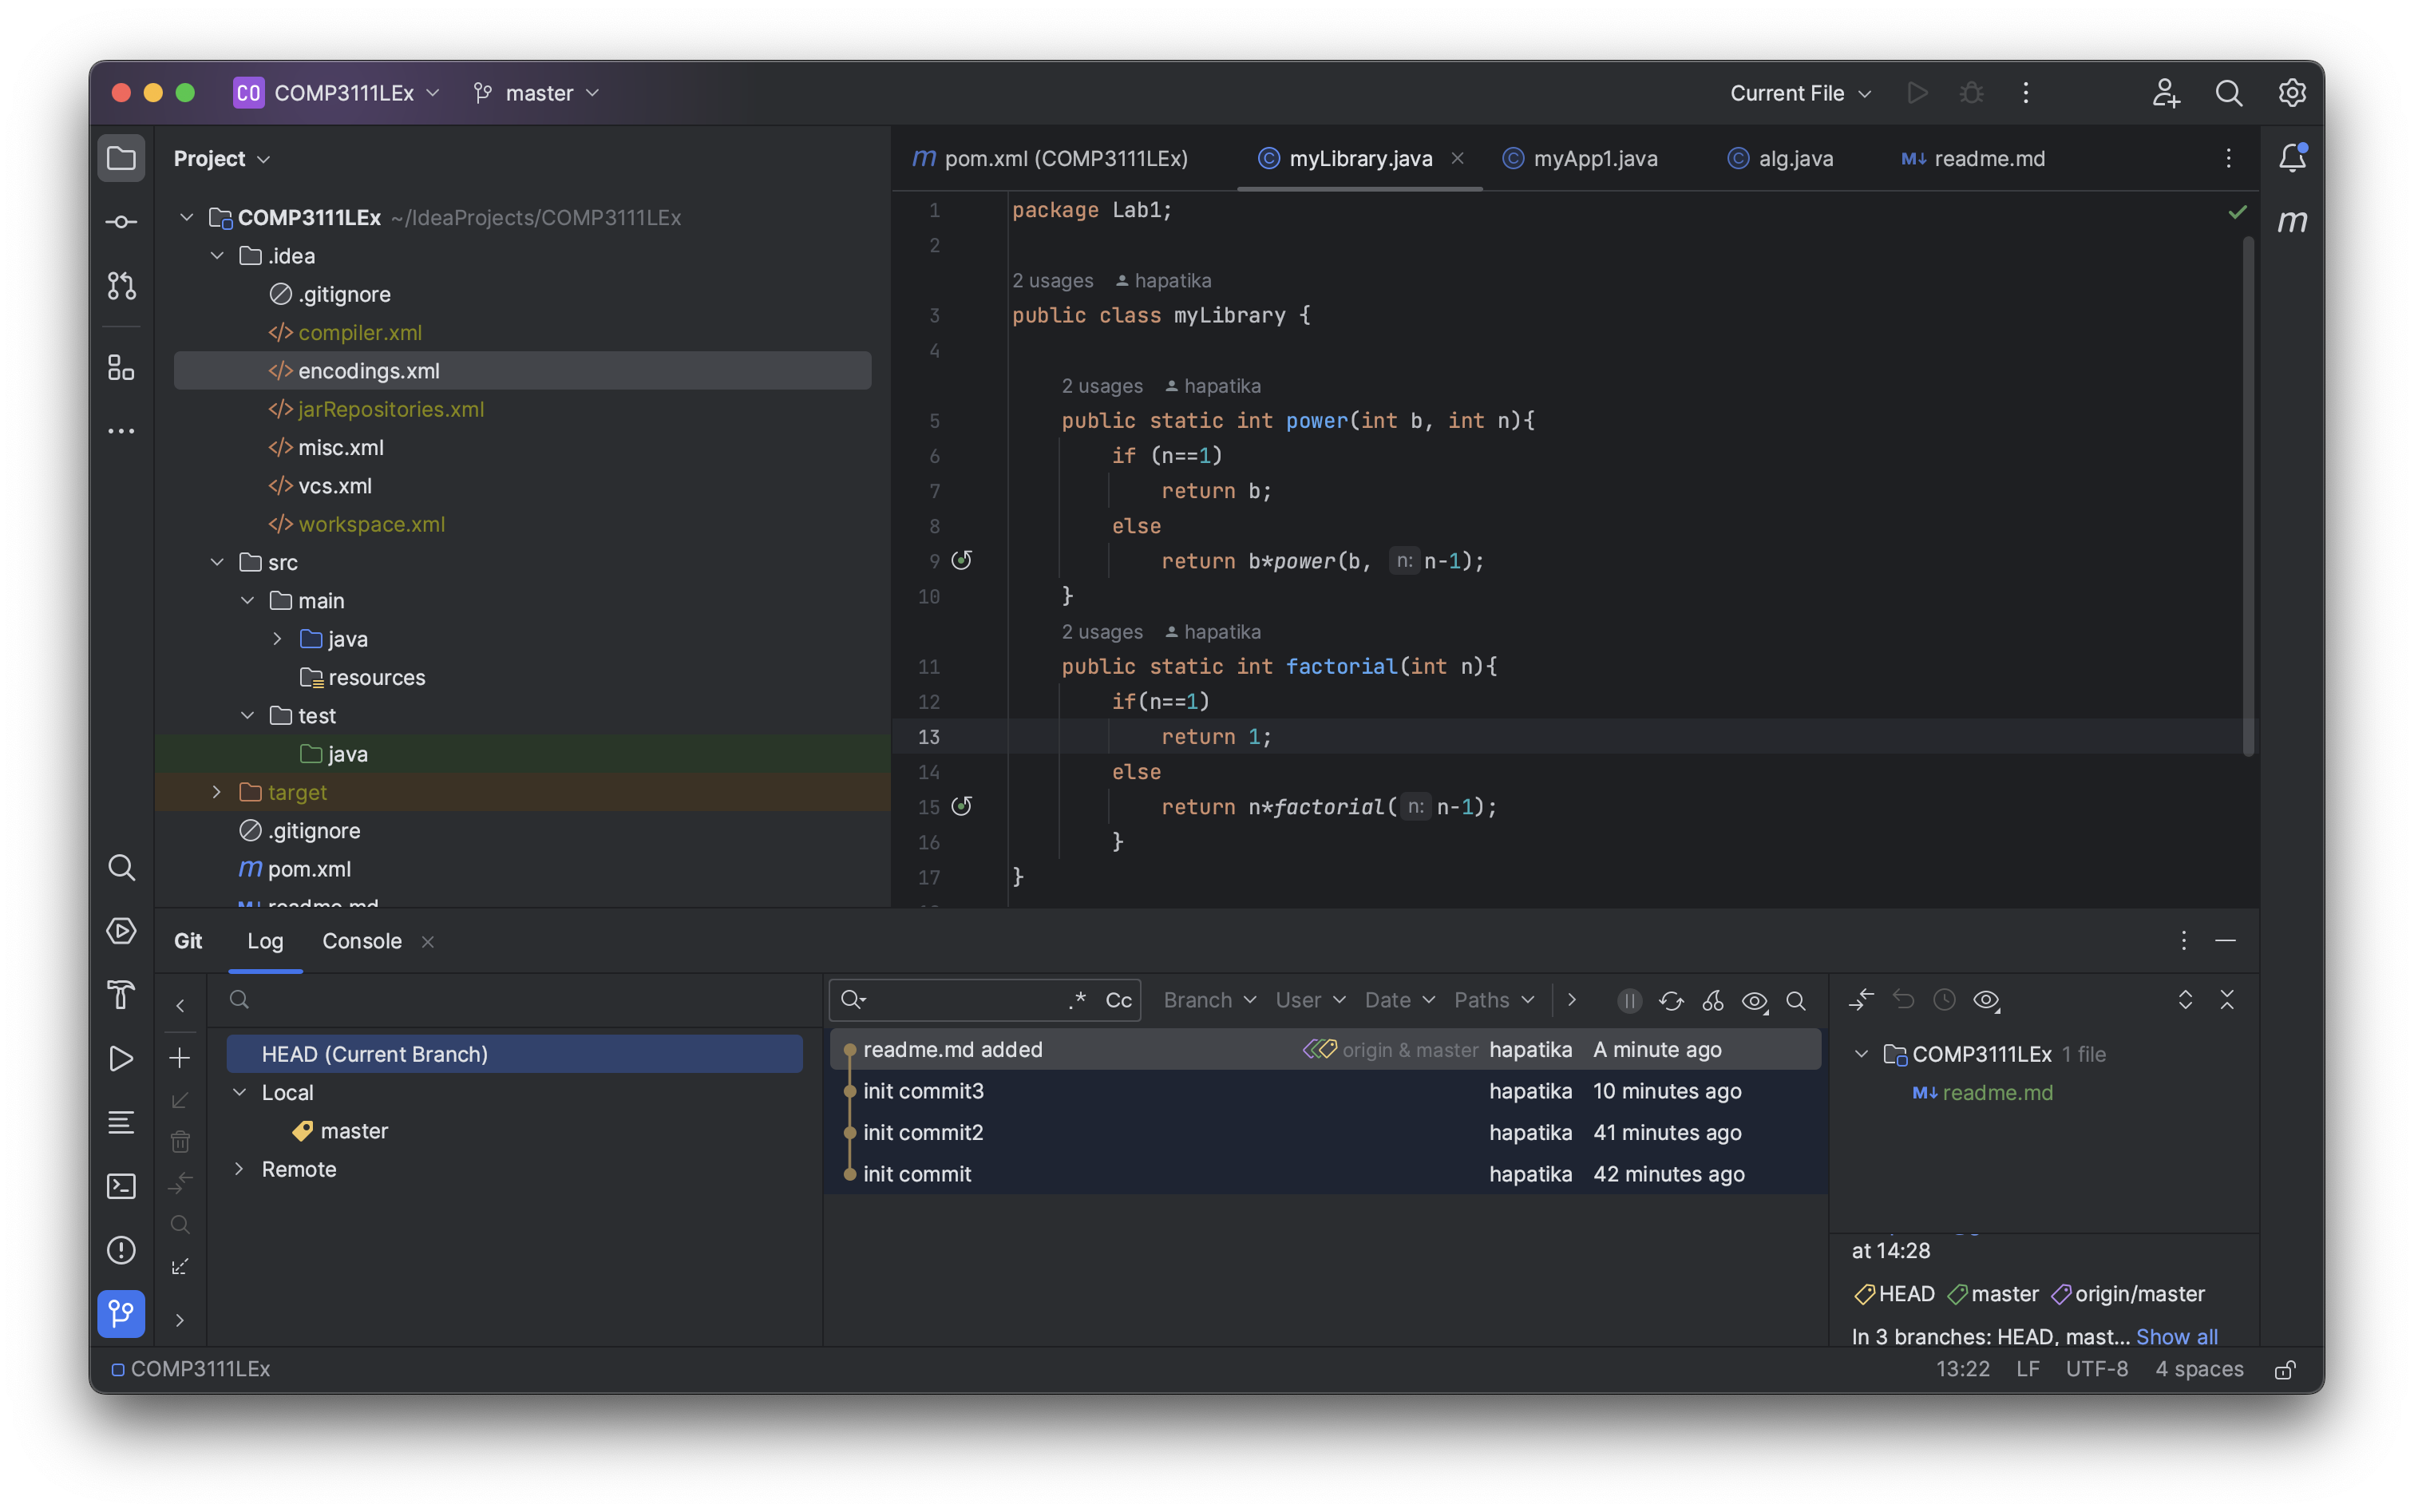 CO COMP3111LEx master Current File
Project
m pom.xml (COMP3111LEx) myLibrary.java myApp1.java alg.java readme.md
COMP3111LEx ~/IdeaProjects/COMP3111LEx
.idea
.gitignore
compiler.xml
encodings.xml
jarRepositories.xml
misc.xml
vcs.xml
workspace.xml
src
main
java
resources
test
java
target
.gitignore
m pom.xml
M↓ readme.md
1 package Lab1;
2
2 usages hapatika
3 public class myLibrary {
4
2 usages hapatika
5 public static int power(int b, int n){
6 if (n==1)
7 return b;
8 else
9 return b*power(b, n: n-1);
10 }
2 usages hapatika
11 public static int factorial(int n){
12 if(n==1)
13 return 1;
14 else
15 return n*factorial( n: n-1);
16 }
17 }
m
Git Log Console
HEAD (Current Branch)
Local
master
Remote
.* Cc Branch User Date Paths
readme.md added origin & master hapatika A minute ago
init commit3 hapatika 10 minutes ago
init commit2 hapatika 41 minutes ago
init commit hapatika 42 minutes ago
COMP3111LEx 1 file
M↓ readme.md
at 14:28
HEAD master origin/master
In 3 branches: HEAD, mast... Show all
COMP3111LEx 13:22 LF UTF-8 4 spaces